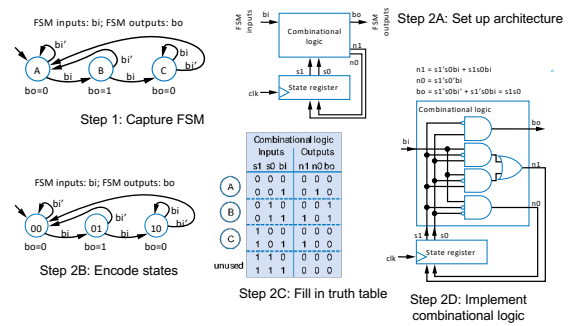 FSM inputs: bi; FSM outputs: bo
bi'
bi'
bi
bi'
A
B
C
bi
bi
bo=0
bo=1
bo=0
Step 1: Capture FSM
FSM inputs
bi
Combinational logic
bo
FSM outputs
n1
n0
s1 s0
clk
State register
Step 2A: Set up architecture
FSM inputs: bi; FSM outputs: bo
bi'
bi'
bi
bi'
00
01
10
bi
bi
bo=0
bo=1
bo=0
Step 2B: Encode states
Combinational logic
Inputs Outputs
s1 s0 bi n1 n0 bo
A
0 0 0 0 0 0
0 0 1 0 1 0
B
0 1 0 0 0 1
0 1 1 1 0 1
C
1 0 0 0 0 0
1 0 1 1 0 0
unused
1 1 0 0 0 0
1 1 1 0 0 0
Step 2C: Fill in truth table
n1 = s1's0bi + s1s0bi
n0 = s1's0'bi
bo = s1's0bi' + s1's0bi = s1s0
Combinational logic
bo
bi
n1
n0
s1 s0
clk
State register
Step 2D: Implement
combinational logic